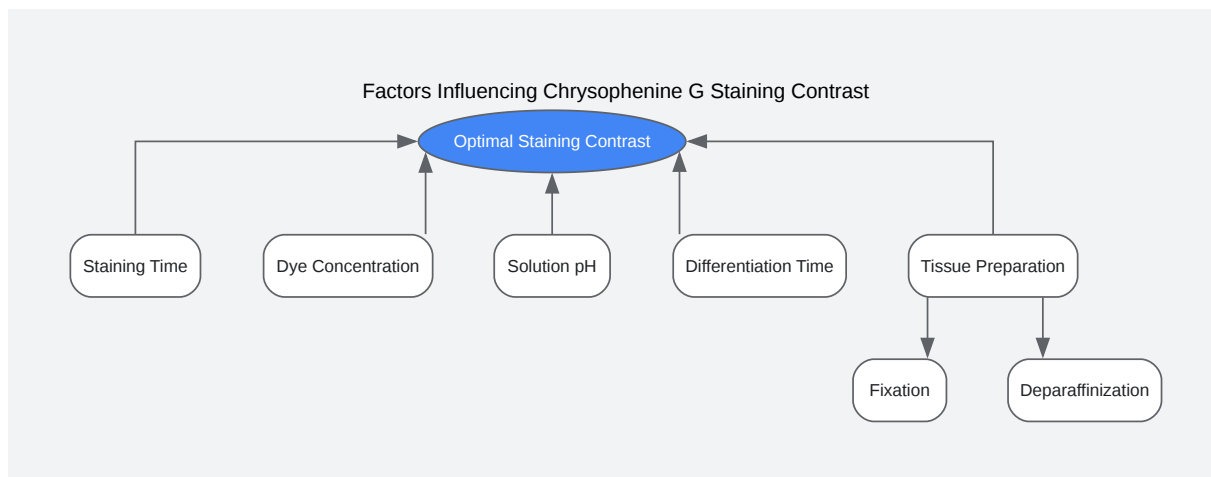 Factors Influencing Chrysophenine G Staining Contrast
Optimal Staining Contrast
Staining Time
Dye Concentration
Solution pH
Differentiation Time
Tissue Preparation
Fixation
Deparaffinization